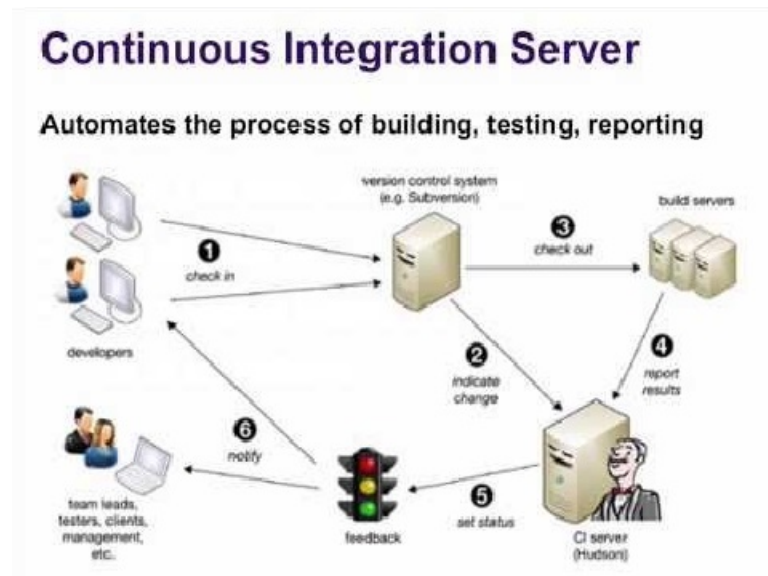 Continuous Integration Server
Automates the process of building, testing, reporting
version control system
(e.g. Subversion)
build servers
1
check in
3
check out
developers
2
indicate
change
4
report
results
6
notify
team leads,
testers, clients,
management,
etc.
feedback
5
set status
CI server
(Hudson)